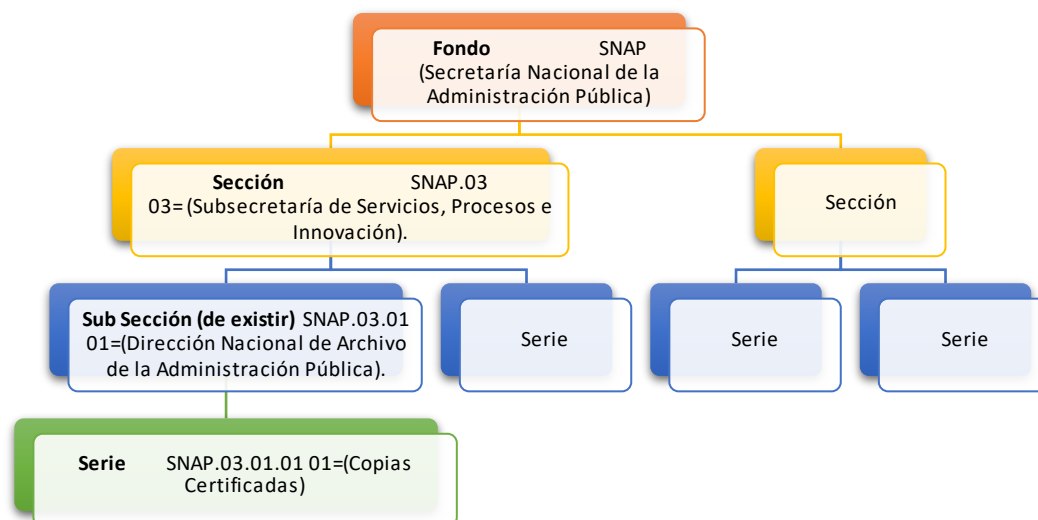 Fondo SNAP
(Secretaría Nacional de la
Administración Pública)
Sección SNAP.03
03= (Subsecretaría de Servicios, Procesos e
Innovación).
Sección
Sub Sección (de existir) SNAP.03.01
01=(Dirección Nacional de Archivo
de la Administración Pública).
Serie
Serie
Serie
Serie SNAP.03.01.01 01=(Copias
Certificadas)